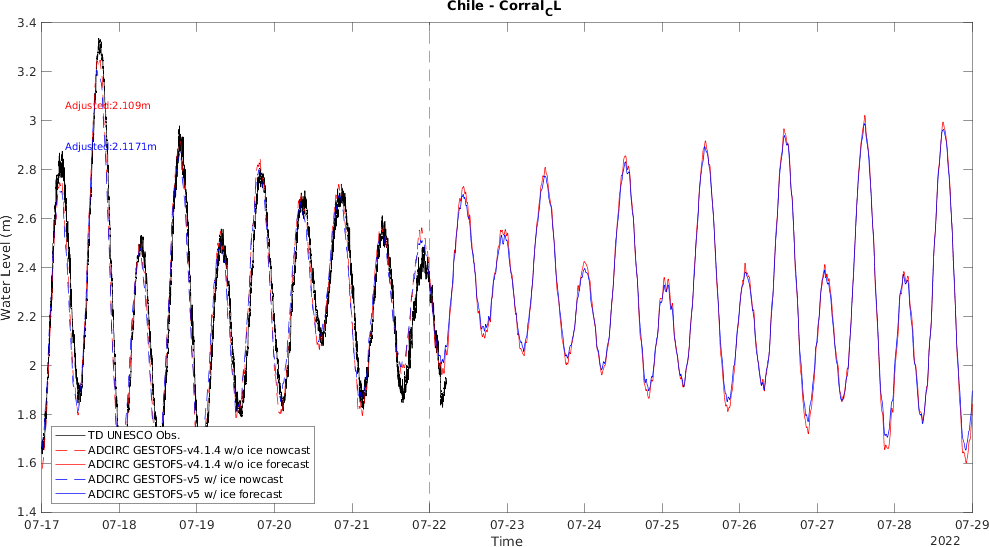 Chile - Corral_CL
3.4
3.2
3
2.8
2.6
2.4
2.2
2
1.8
1.6
1.4
Water Level (m)
Adjusted:2.109m
Adjusted:2.1171m
TD UNESCO Obs.
ADCIRC GESTOFS-v4.1.4 w/o ice nowcast
ADCIRC GESTOFS-v4.1.4 w/o ice forecast
ADCIRC GESTOFS-v5 w/ ice nowcast
ADCIRC GESTOFS-v5 w/ ice forecast
07-17 07-18 07-19 07-20 07-21 07-22 07-23 07-24 07-25 07-26 07-27 07-28 07-29
Time
2022